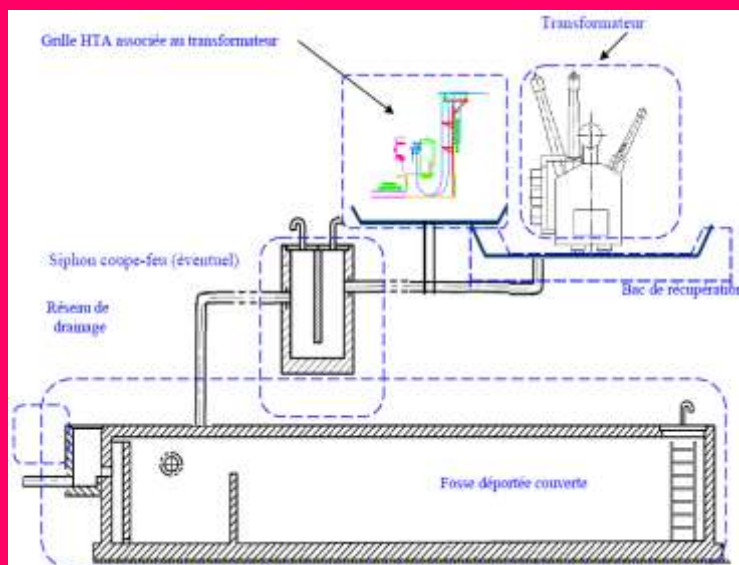 Transformateur
Grille HTA associée au transformateur
Siphon coupe-feu (éventuel)
Bac de récupération
Réseau de
drainage
Fosse déportée couverte